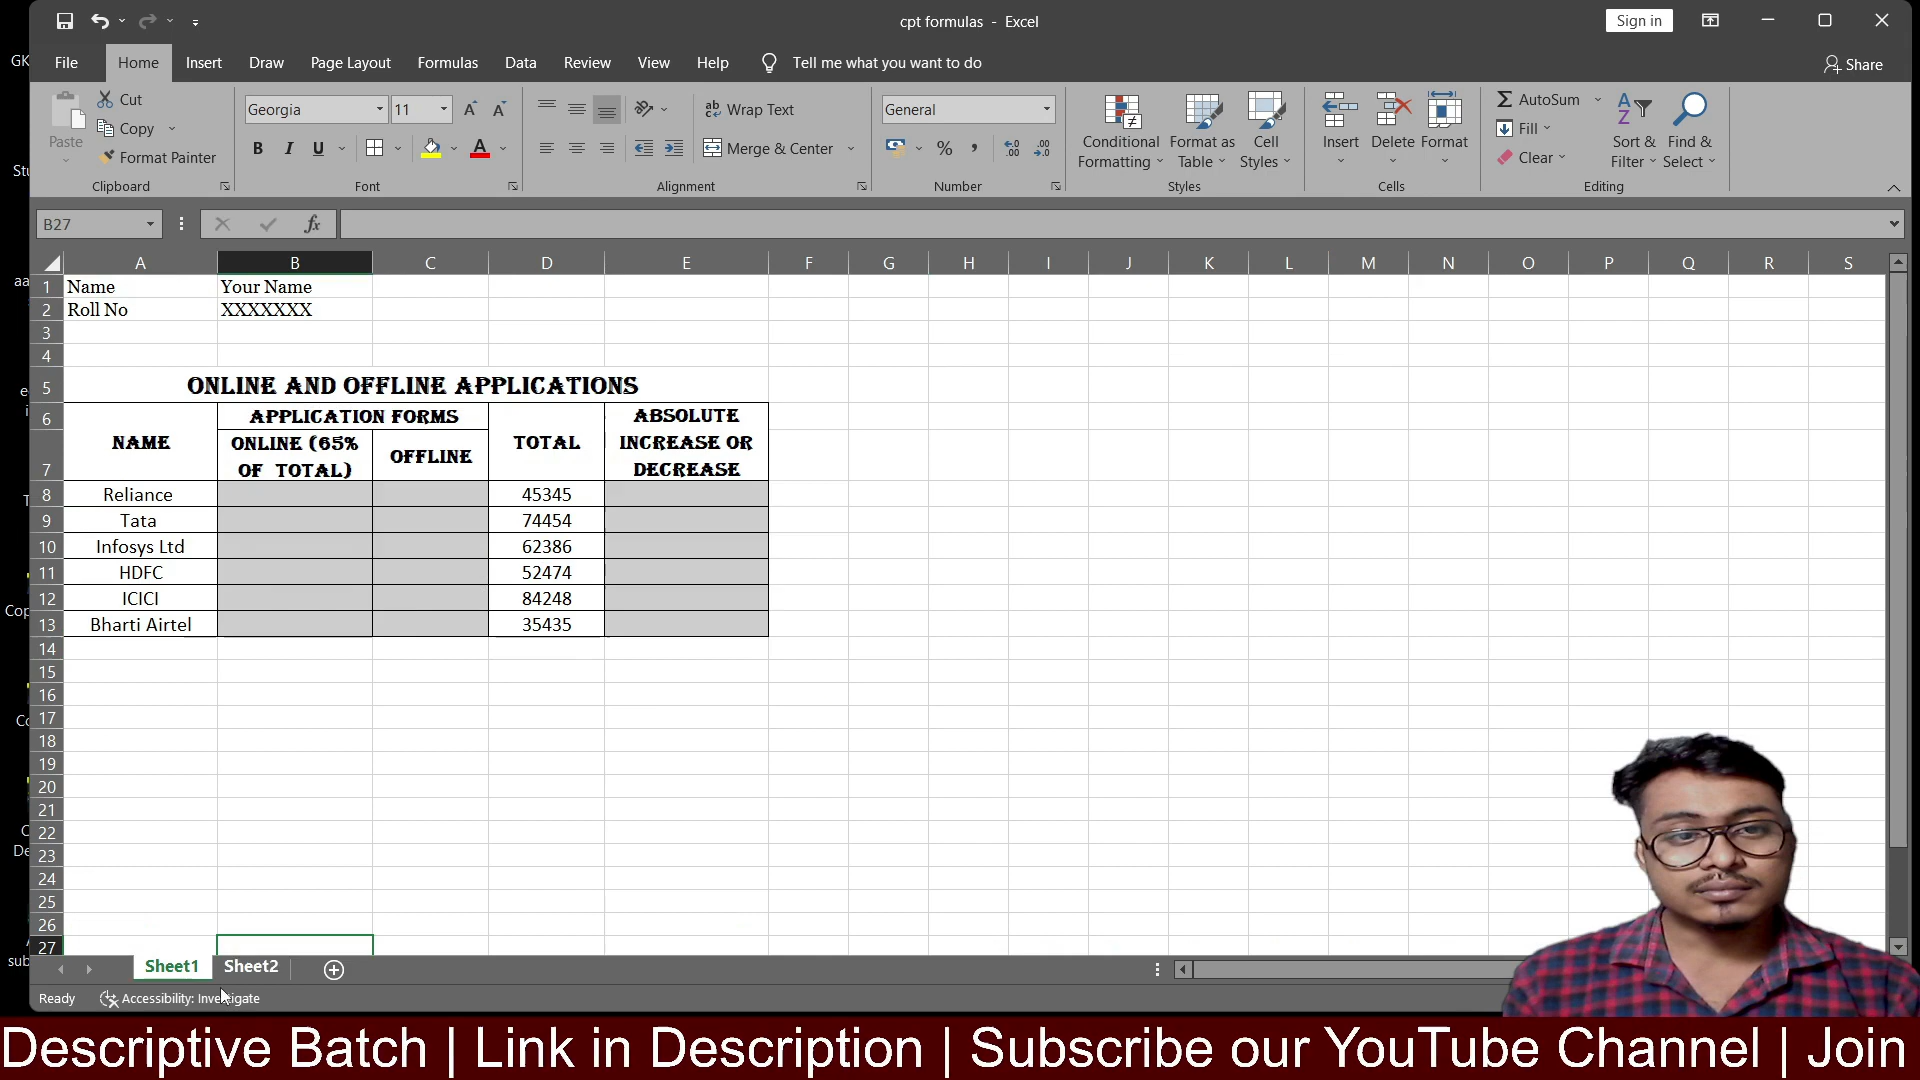 cpt formulas - Excel
Sign in
GK
File Home Insert Draw Page Layout Formulas Data Review View Help Tell me what you want to do
Share
Paste
Cut
Copy
Format Painter
Clipboard
Georgia 11
B I U A
Font
Wrap Text
Merge & Center
Alignment
General
% ,
Number
Conditional Formatting
Format as Table
Cell Styles
Styles
Insert Delete Format
Cells
AutoSum
Fill
Clear
Sort & Filter
Find & Select
Editing
B27 fx
A B C D E F G H I J K L M N O P Q R S
1 Name Your Name
2 Roll No XXXXXXX
3
4
5 ONLINE AND OFFLINE APPLICATIONS
6 NAME APPLICATION FORMS TOTAL ABSOLUTE INCREASE OR DECREASE
7 ONLINE (65% OF TOTAL) OFFLINE
8 Reliance 45345
9 Tata 74454
10 Infosys Ltd 62386
11 HDFC 52474
12 ICICI 84248
13 Bharti Airtel 35435
14
15
16
17
18
19
20
21
22
23
24
25
26
27
Sheet1 Sheet2
Ready Accessibility: Investigate
Descriptive Batch | Link in Description | Subscribe our YouTube Channel | Join